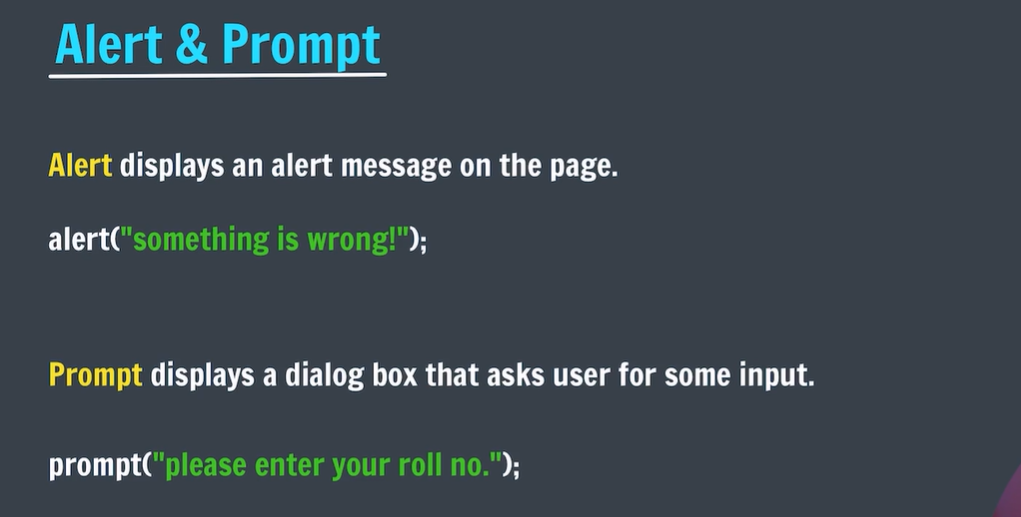 Alert & Prompt
Alert displays an alert message on the page.
alert("something is wrong!");
Prompt displays a dialog box that asks user for some input.
prompt("please enter your roll no.");